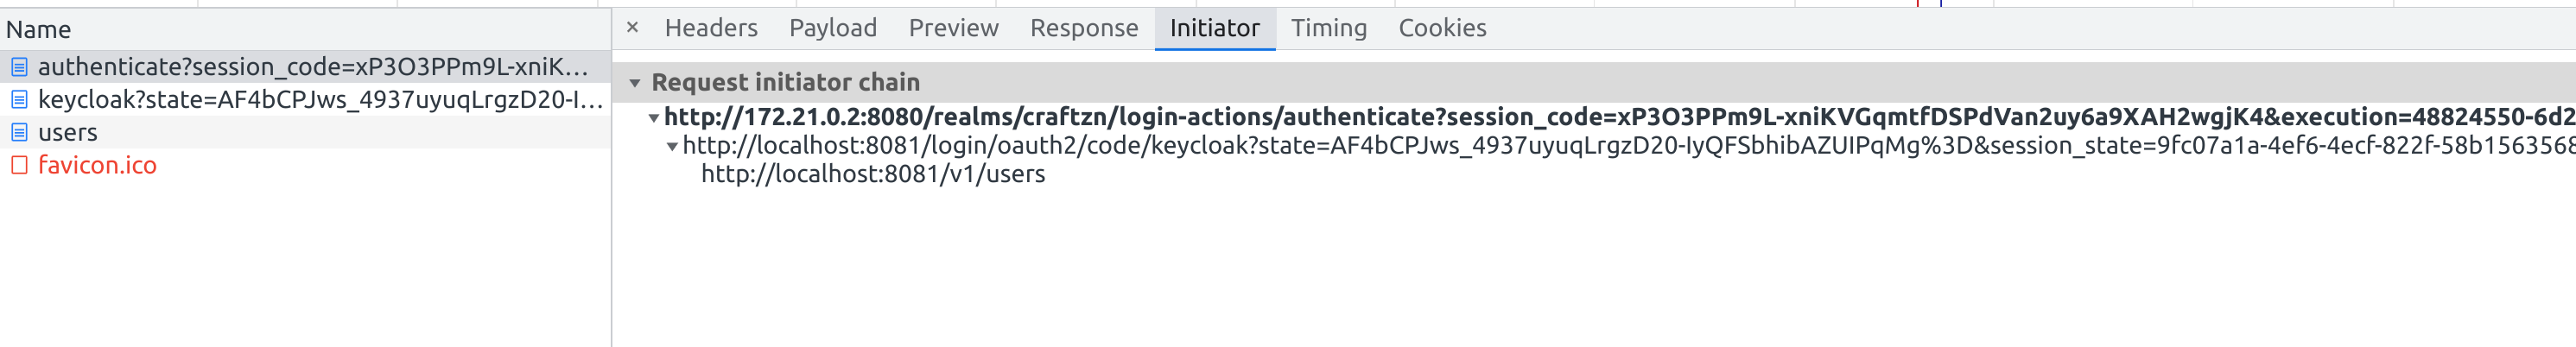 Name
authenticate?session_code=xP3O3PPm9L-xniK...
keycloak?state=AF4bCPJws_4937uyuqLrgzD20-I...
users
favicon.ico
× Headers Payload Preview Response Initiator Timing Cookies
Request initiator chain
http://172.21.0.2:8080/realms/craftzn/login-actions/authenticate?session_code=xP3O3PPm9L-xniKVGqmtfDSPdVan2uy6a9XAH2wgjK4&execution=48824550-6d2
http://localhost:8081/login/oauth2/code/keycloak?state=AF4bCPJws_4937uyuqLrgzD20-IyQFSbhibAZUIPqMg%3D&session_state=9fc07a1a-4ef6-4ecf-822f-58b1563568
http://localhost:8081/v1/users